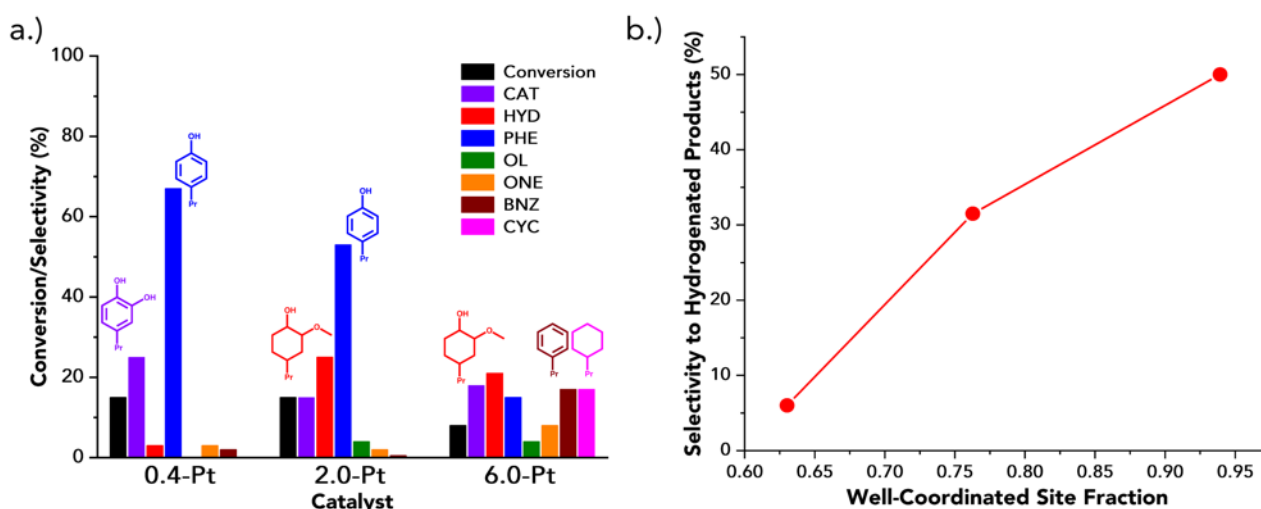 a.)
Conversion/Selectivity (%)
100
80
60
40
20
0
Conversion
CAT
HYD
PHE
OL
ONE
BNZ
CYC
OH
OH
Pr
OH
Pr
OH
O
Pr
OH
Pr
OH
O
Pr
Pr
Pr
0.4-Pt
2.0-Pt
6.0-Pt
Catalyst
b.)
Selectivity to Hydrogenated Products (%)
50
40
30
20
10
0
0.60
0.65
0.70
0.75
0.80
0.85
0.90
0.95
Well-Coordinated Site Fraction